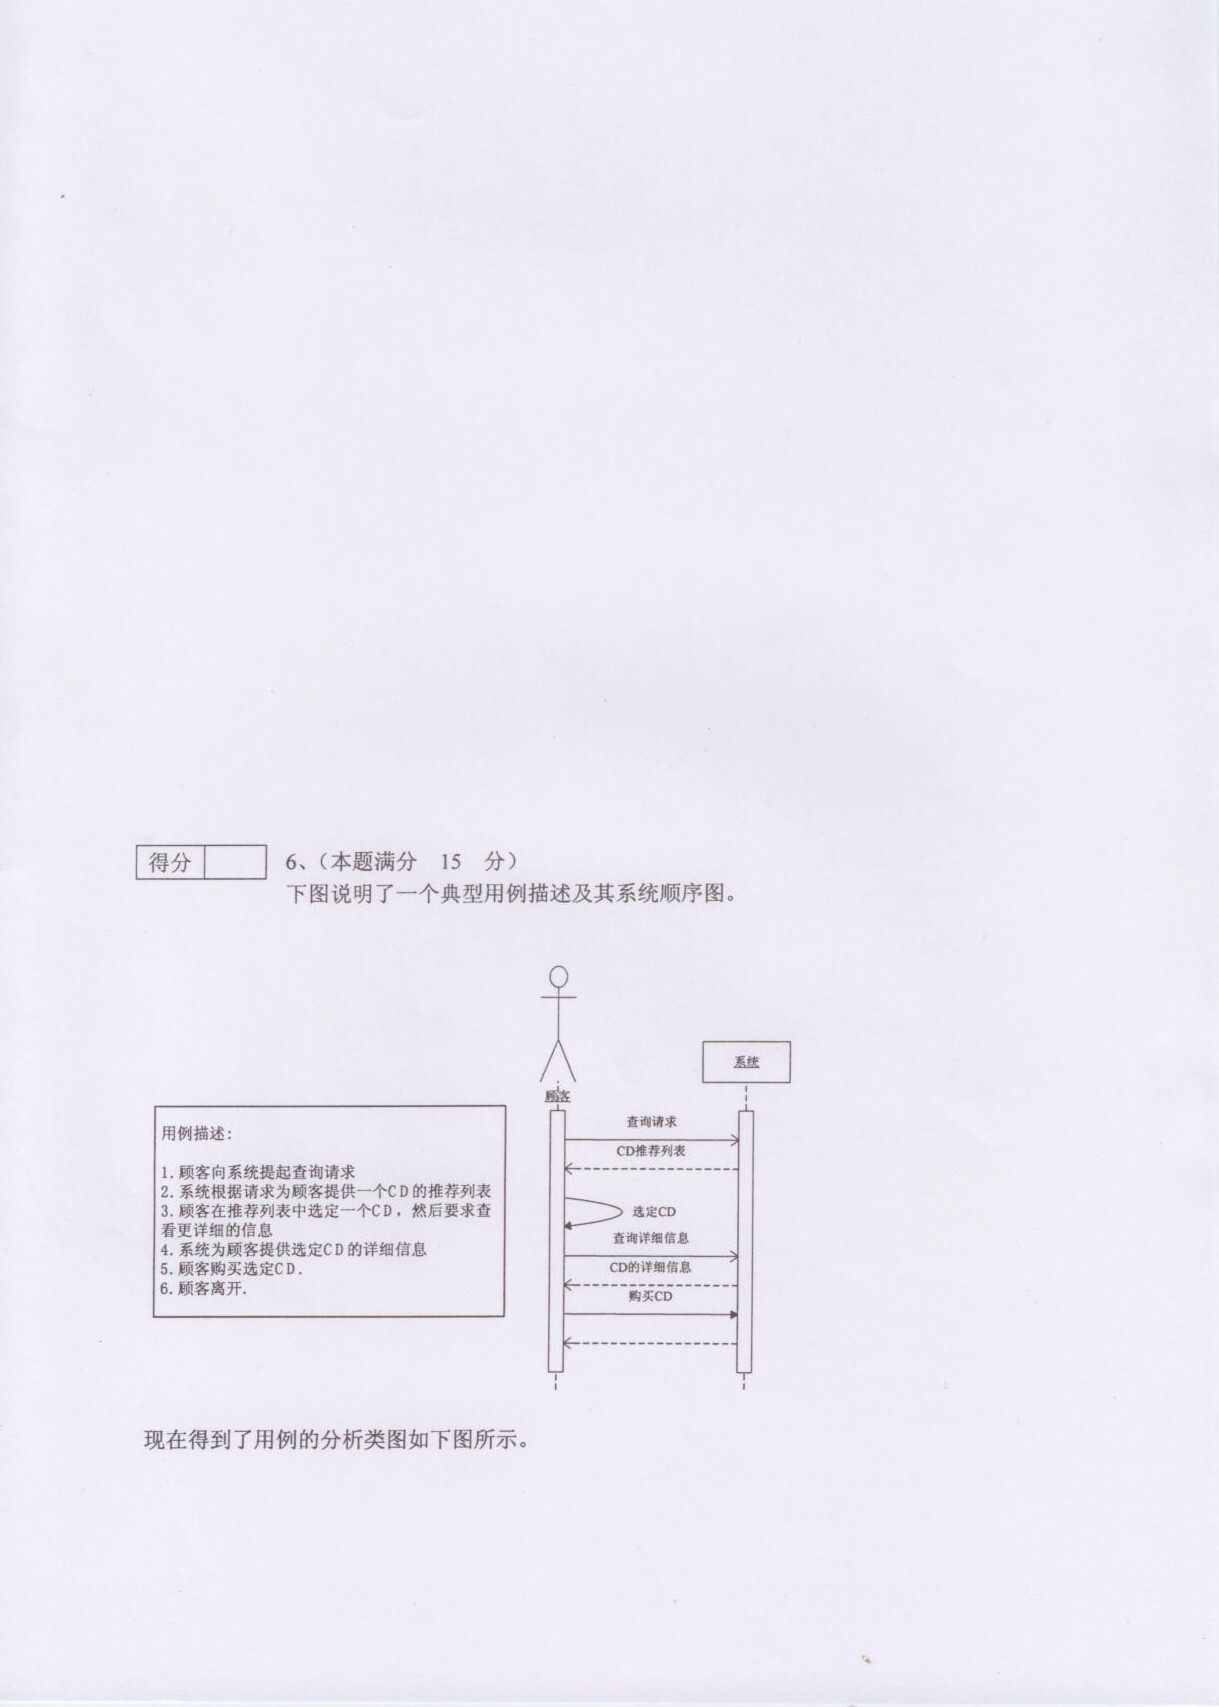 得分
6、（本题满分 15 分）
下图说明了一个典型用例描述及其系统顺序图。
系统
顾客
用例描述:
1.顾客向系统提起查询请求
2.系统根据请求为顾客提供一个CD的推荐列表
3.顾客在推荐列表中选定一个CD，然后要求查
看更详细的信息
4.系统为顾客提供选定CD的详细信息
5.顾客购买选定CD.
6.顾客离开.
查询请求
CD推荐列表
选定CD
查询详细信息
CD的详细信息
购买CD
现在得到了用例的分析类图如下图所示。